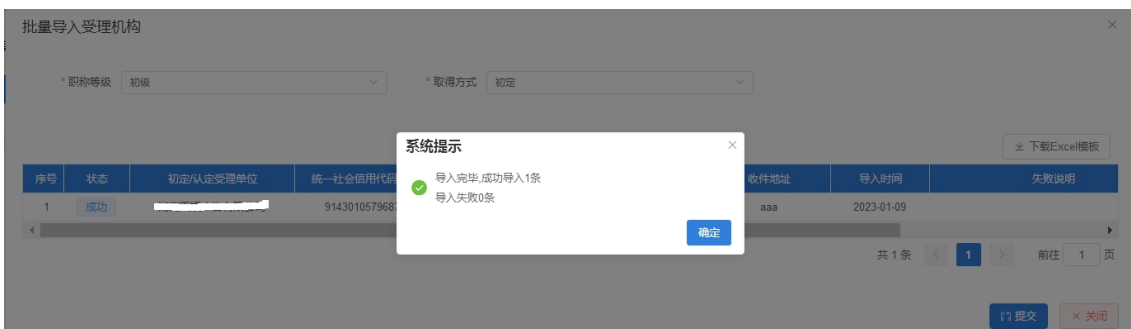 批量导入受理机构
* 职称等级 初级 * 取得方式 初定
下载Excel模板
系统提示
导入完毕,成功导入1条
导入失败0条
确定
序号 状态 初定/认定受理单位 统一社会信用代码 收件地址 导入时间 失败说明
1 成功 9143010579687 aaa 2023-01-09
共 1 条 1 前往 1 页
提交 关闭